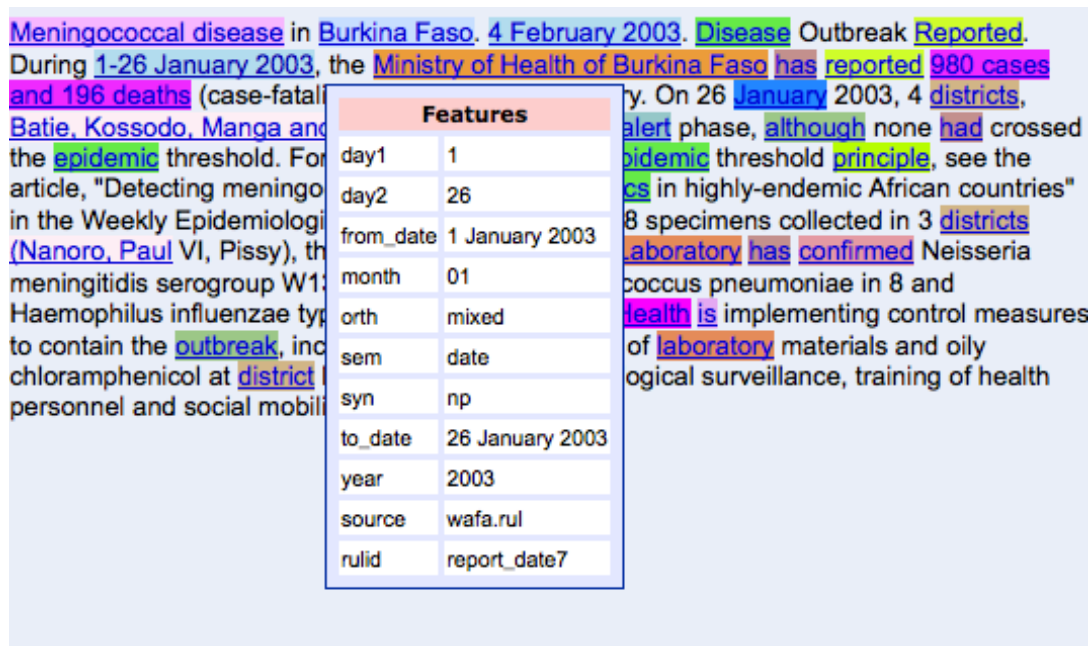 Meningococcal disease in Burkina Faso. 4 February 2003. Disease Outbreak Reported.
During 1-26 January 2003, the Ministry of Health of Burkina Faso has reported 980 cases
and 196 deaths (case-fatali y. On 26 January 2003, 4 districts,
Batie, Kossodo, Manga and alert phase, although none had crossed
the epidemic threshold. For pidemic threshold principle, see the
article, "Detecting meningo cs in highly-endemic African countries"
in the Weekly Epidemiologi 8 specimens collected in 3 districts
(Nanoro, Paul VI, Pissy), th Laboratory has confirmed Neisseria
meningitidis serogroup W13 coccus pneumoniae in 8 and
Haemophilus influenzae typ Health is implementing control measures
to contain the outbreak, inc of laboratory materials and oily
chloramphenicol at district ogical surveillance, training of health
personnel and social mobili
Features
day1 1
day2 26
from_date 1 January 2003
month 01
orth mixed
sem date
syn np
to_date 26 January 2003
year 2003
source wafa.rul
rulid report_date7